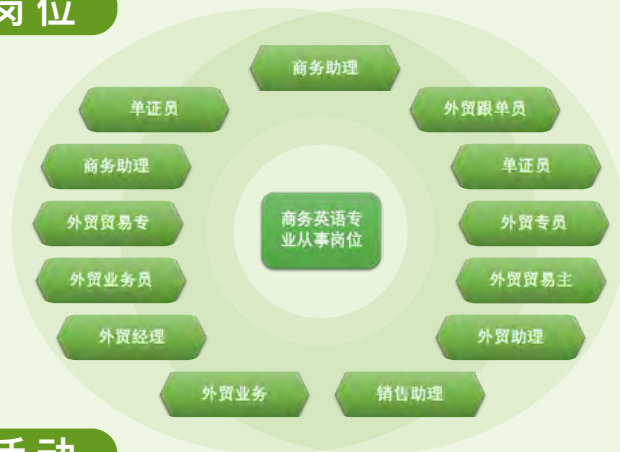 岗位
商务助理
单证员
外贸跟单员
商务助理
单证员
外贸贸易专
商务英语专
业从事岗位
外贸专员
外贸业务员
外贸贸易主
外贸经理
外贸助理
外贸业务
销售助理
活动